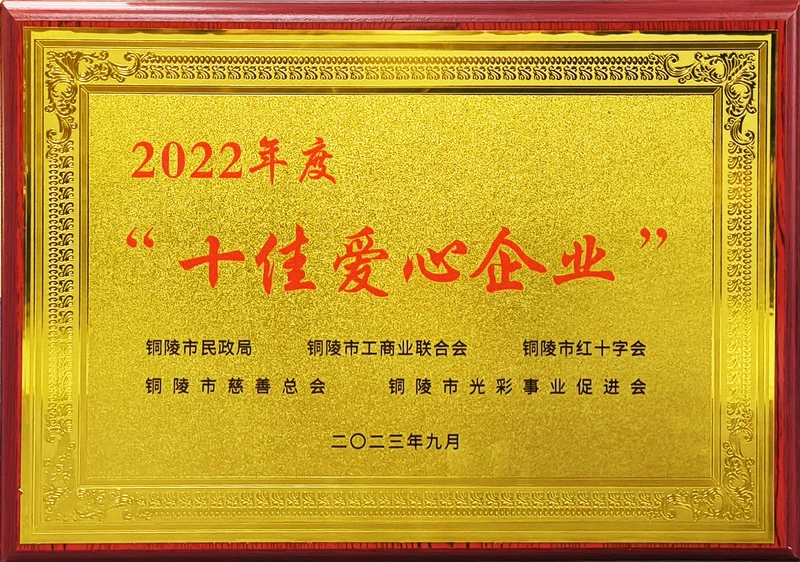 2022年度
“十佳爱心企业”
铜陵市民政局 铜陵市工商业联合会 铜陵市红十字会
铜陵市慈善总会 铜陵市光彩事业促进会
二〇二三年九月